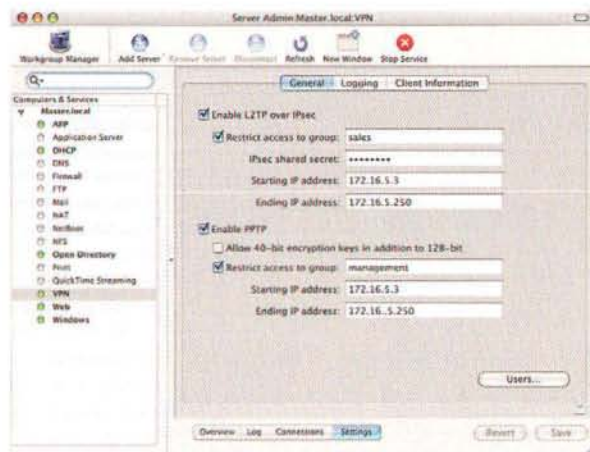 Server Admin:Master.local:VPN
Workgroup Manager Add Server Remove Server Disconnect Refresh New Window Stop Service
General Logging Client Information
Computers & Services
Master.local
AFP
Application Server
DHCP
DNS
Firewall
FTP
Mail
NAT
NetBoot
NFS
Open Directory
Print
QuickTime Streaming
VPN
Web
Windows
Enable L2TP over IPsec
Restrict access to group: sales
IPsec shared secret: ••••••••
Starting IP address: 172.16.5.3
Ending IP address: 172.16.5.250
Enable PPTP
Allow 40-bit encryption keys in addition to 128-bit
Restrict access to group: management
Starting IP address: 172.16.5.3
Ending IP address: 172.16..5.250
Users...
Overview Log Connections Settings
Revert Save